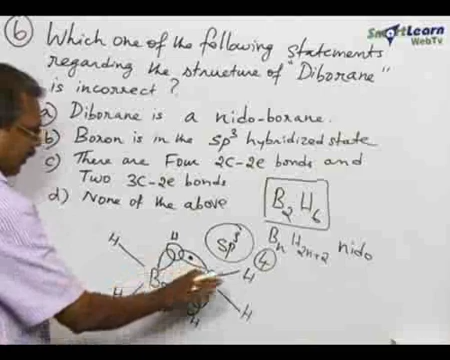 SmartLearn
WebTv
6 Which one of the following statements
regarding the structure of "Diborane"
is incorrect ?
a) Diborane is a nido-borane.
b) Boron is in the Sp³ hybridized state
c) There are Four 2C-2e bonds and
Two 3C-2e bonds
d) None of the above
B₂H₆
BₙH₂ₙ₊₂ nido
Sp³
4
H
H
H
B
H
H
H